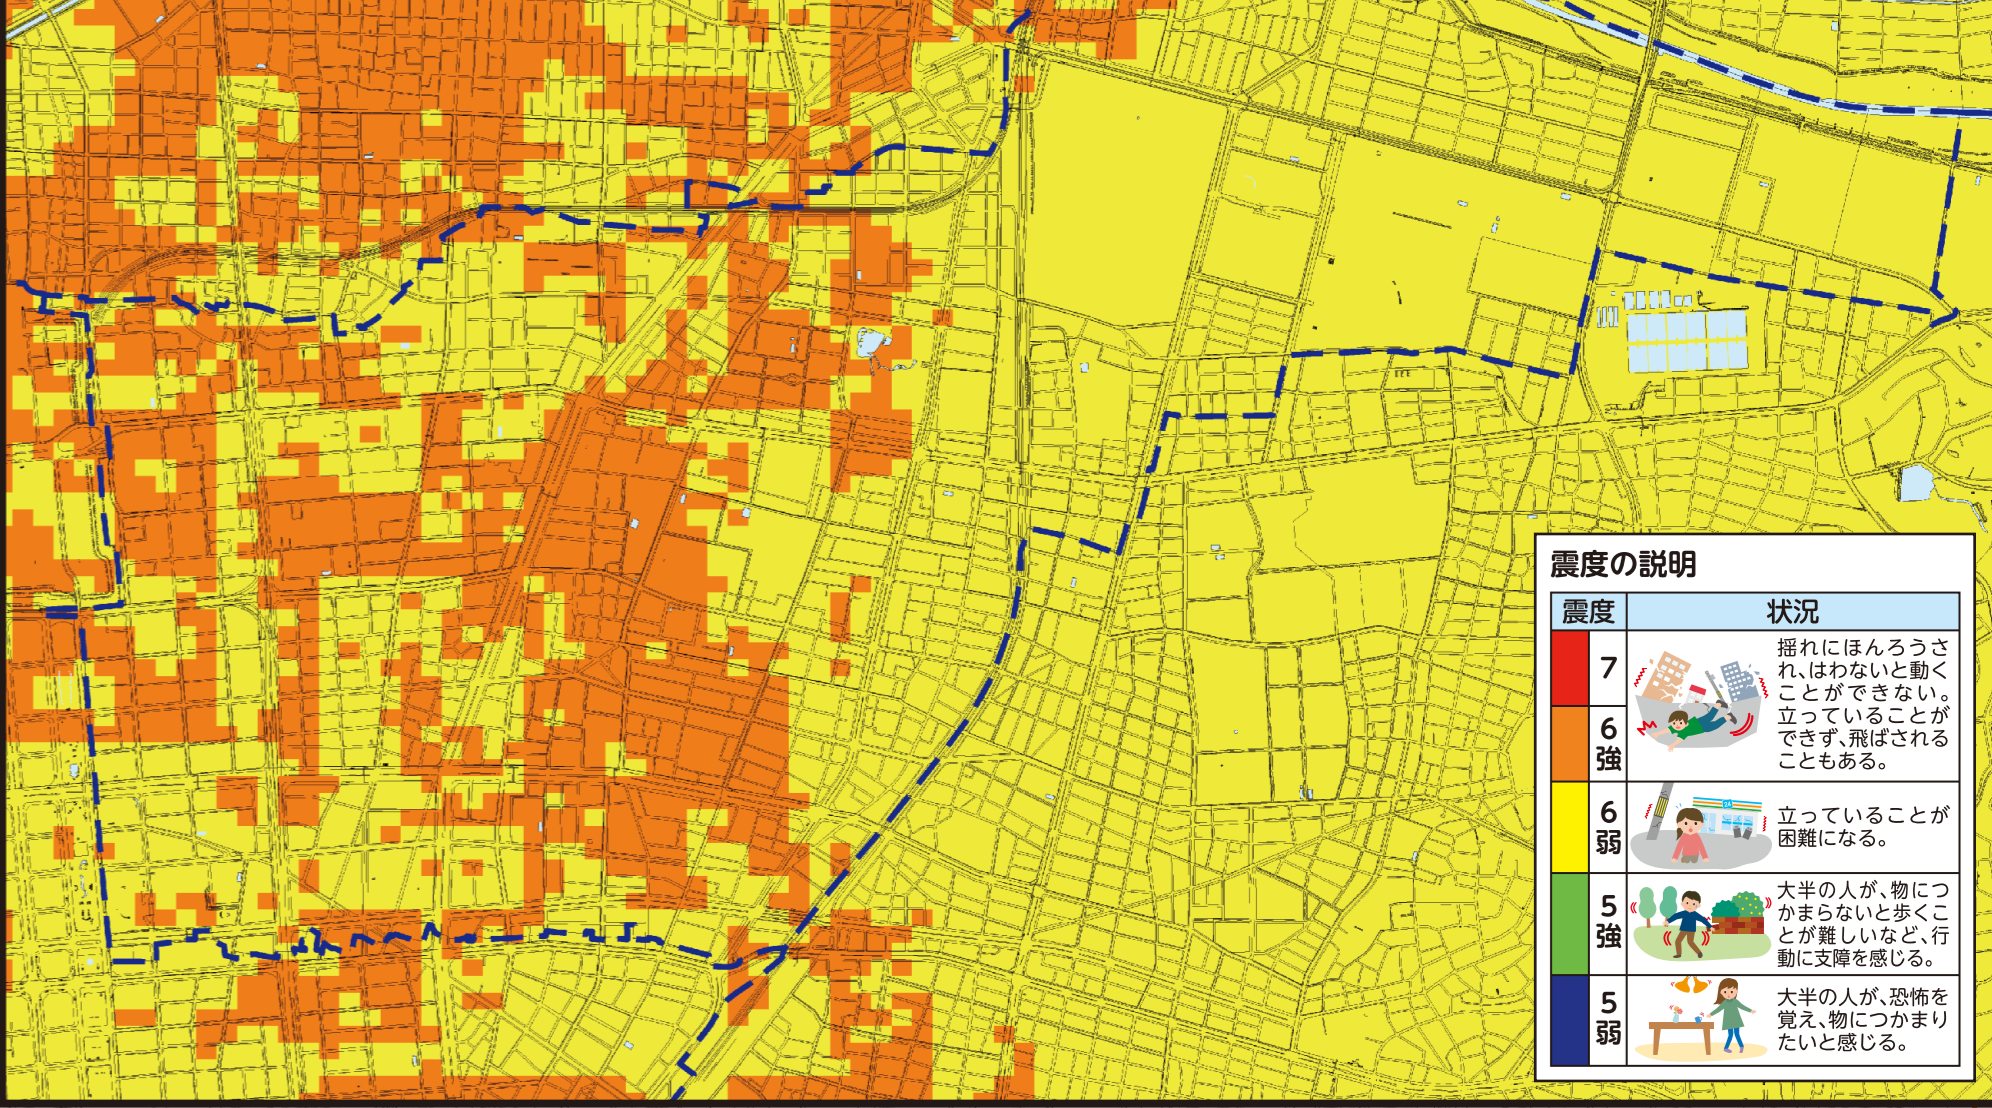 震度の説明
震度
状況
7
揺れにほんろうさ
れ、はわないと動く
ことができない。
立っていることが
できず、飛ばされる
こともある。
6
強
6
弱
立っていることが
困難になる。
5
強
大半の人が、物につ
かまらないと歩くこ
とが難しいなど、行
動に支障を感じる。
5
弱
大半の人が、恐怖を
覚え、物につかまり
たいと感じる。